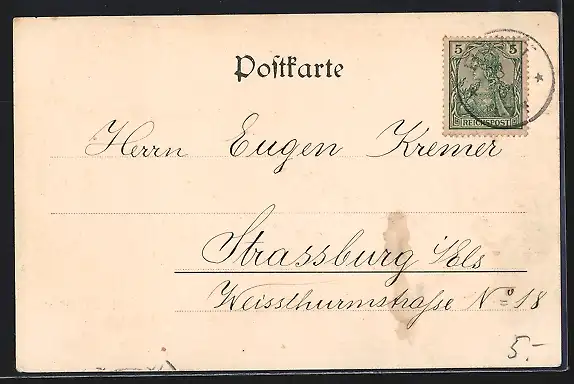 Postkarte
5 5
REICHSPOST
Herrn Eugen Kremer
Strassburg i/Els
Weissthurmstraße No 18
5.-